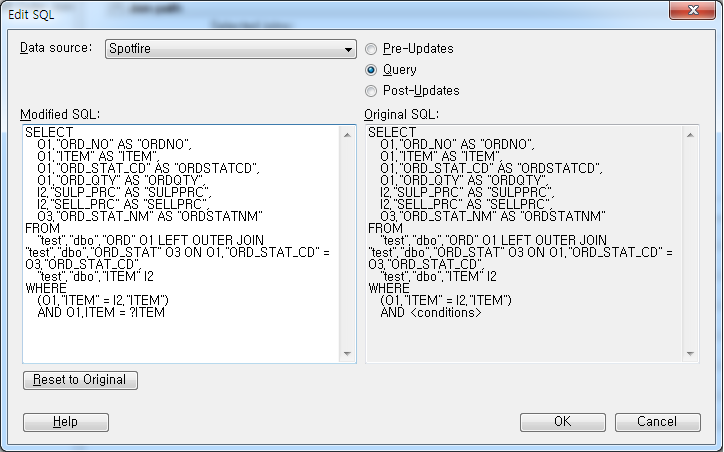 Edit SQL
Data source:
Spotfire
Pre-Updates
Query
Post-Updates
Modified SQL:
SELECT
O1,"ORD_NO" AS "ORDNO",
O1,"ITEM" AS "ITEM",
O1,"ORD_STAT_CD" AS "ORDSTATCD",
O1,"ORD_QTY" AS "ORDQTY",
I2,"SULP_PRC" AS "SULPPRC",
I2,"SELL_PRC" AS "SELLPRC",
O3,"ORD_STAT_NM" AS "ORDSTATNM"
FROM
"test","dbo","ORD" O1 LEFT OUTER JOIN
"test","dbo","ORD_STAT" O3 ON O1,"ORD_STAT_CD" =
O3,"ORD_STAT_CD",
"test","dbo","ITEM" I2
WHERE
(O1,"ITEM" = I2,"ITEM")
AND O1,ITEM = ?ITEM
Original SQL:
SELECT
O1,"ORD_NO" AS "ORDNO",
O1,"ITEM" AS "ITEM",
O1,"ORD_STAT_CD" AS "ORDSTATCD",
O1,"ORD_QTY" AS "ORDQTY",
I2,"SULP_PRC" AS "SULPPRC",
I2,"SELL_PRC" AS "SELLPRC",
O3,"ORD_STAT_NM" AS "ORDSTATNM"
FROM
"test","dbo","ORD" O1 LEFT OUTER JOIN
"test","dbo","ORD_STAT" O3 ON O1,"ORD_STAT_CD" =
O3,"ORD_STAT_CD",
"test","dbo","ITEM" I2
WHERE
(O1,"ITEM" = I2,"ITEM")
AND <conditions>
Reset to Original
Help
OK
Cancel